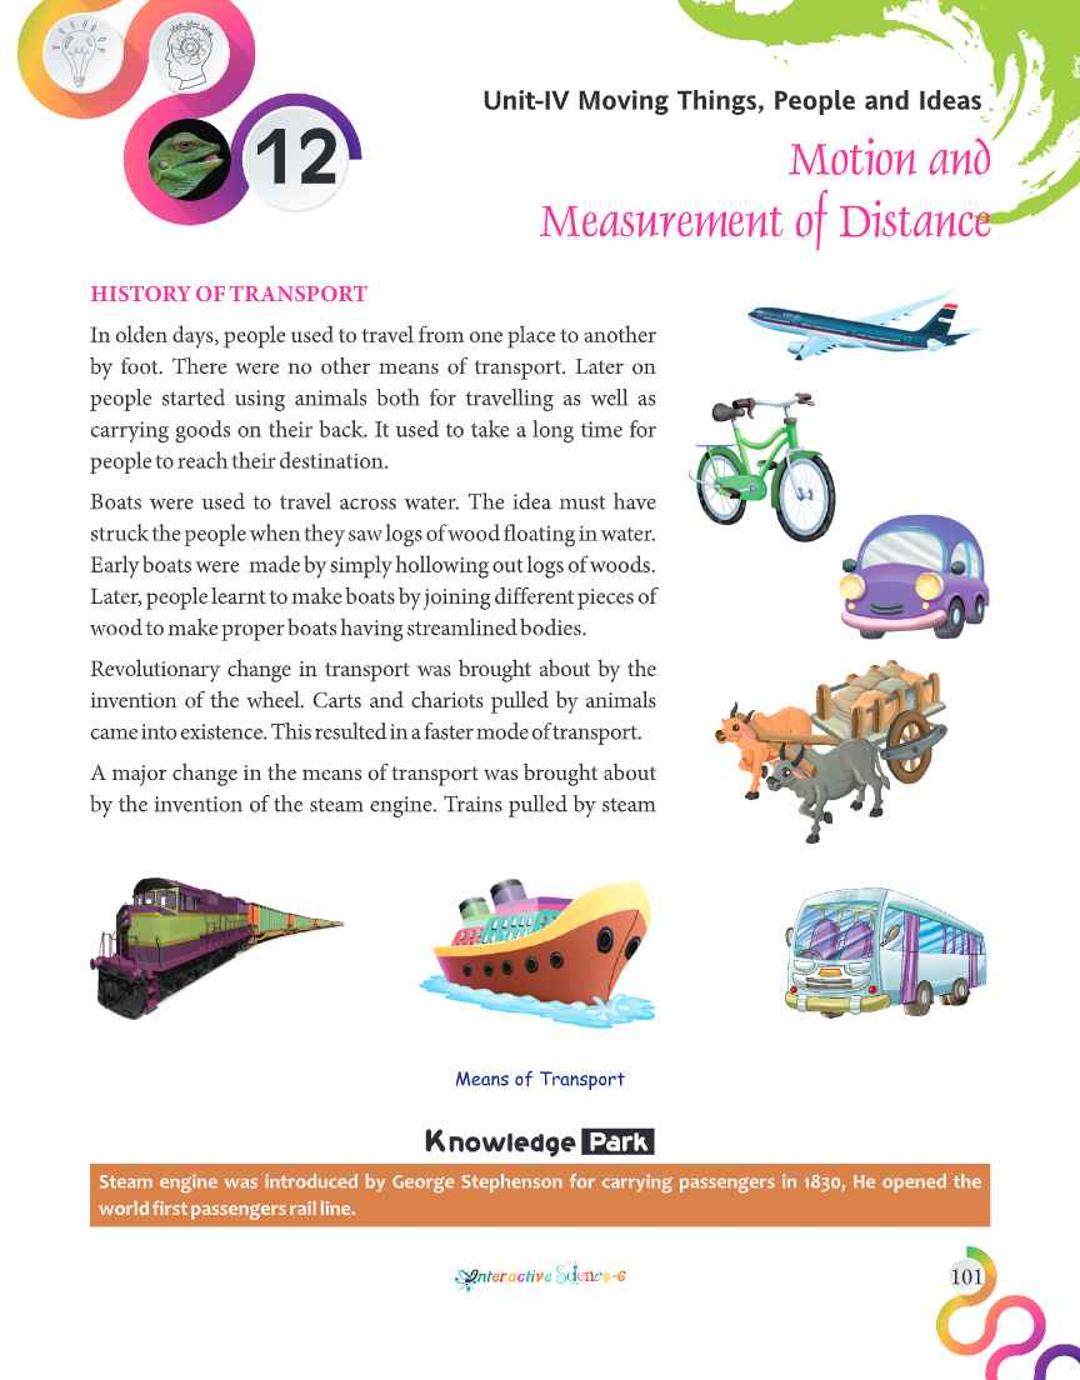 12
Unit-IV Moving Things, People and Ideas
Motion and
Measurement of Distance
HISTORY OF TRANSPORT
In olden days, people used to travel from one place to another
by foot. There were no other means of transport. Later on
people started using animals both for travelling as well as
carrying goods on their back. It used to take a long time for
people to reach their destination.
Boats were used to travel across water. The idea must have
struck the people when they saw logs of wood floating in water.
Early boats were made by simply hollowing out logs of woods.
Later, people learnt to make boats by joining different pieces of
wood to make proper boats having streamlined bodies.
Revolutionary change in transport was brought about by the
invention of the wheel. Carts and chariots pulled by animals
came into existence. This resulted in a faster mode of transport.
A major change in the means of transport was brought about
by the invention of the steam engine. Trains pulled by steam
Means of Transport
Knowledge Park
Steam engine was introduced by George Stephenson for carrying passengers in 1830, He opened the
world first passengers rail line.
Interactive Science-6
101